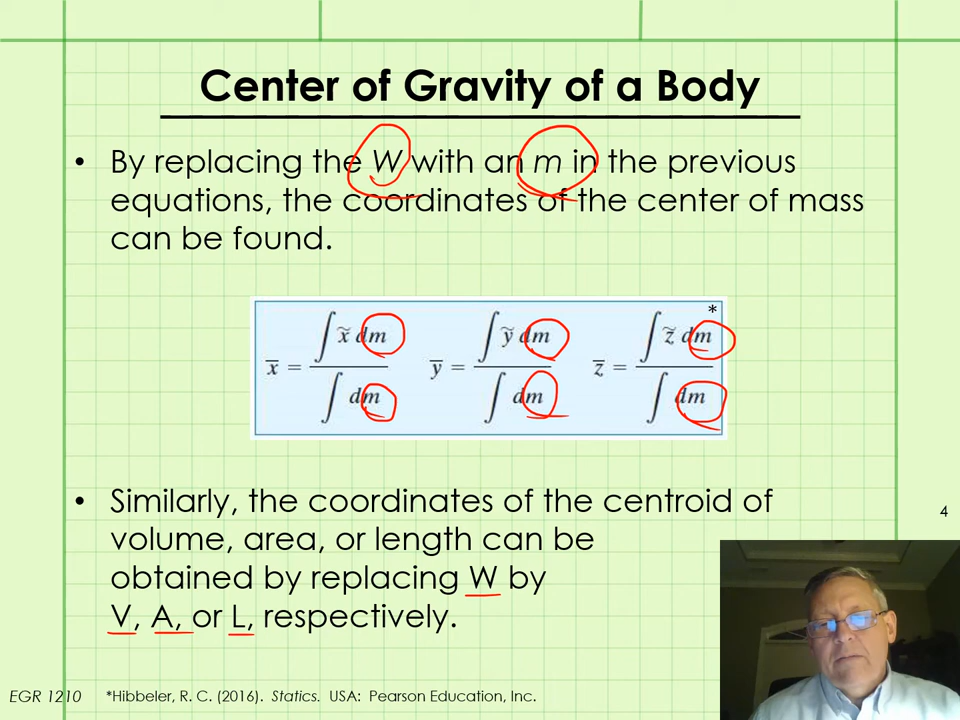 Center of Gravity of a Body
• By replacing the W with an m in the previous
equations, the coordinates of the center of mass
can be found.
*
x̅ = ∫ x̃ dm / ∫ dm   y̅ = ∫ ỹ dm / ∫ dm   z̅ = ∫ z̃ dm / ∫ dm
• Similarly, the coordinates of the centroid of
volume, area, or length can be
obtained by replacing W by
V, A, or L, respectively.
4
EGR 1210 *Hibbeler, R. C. (2016). Statics. USA: Pearson Education, Inc.